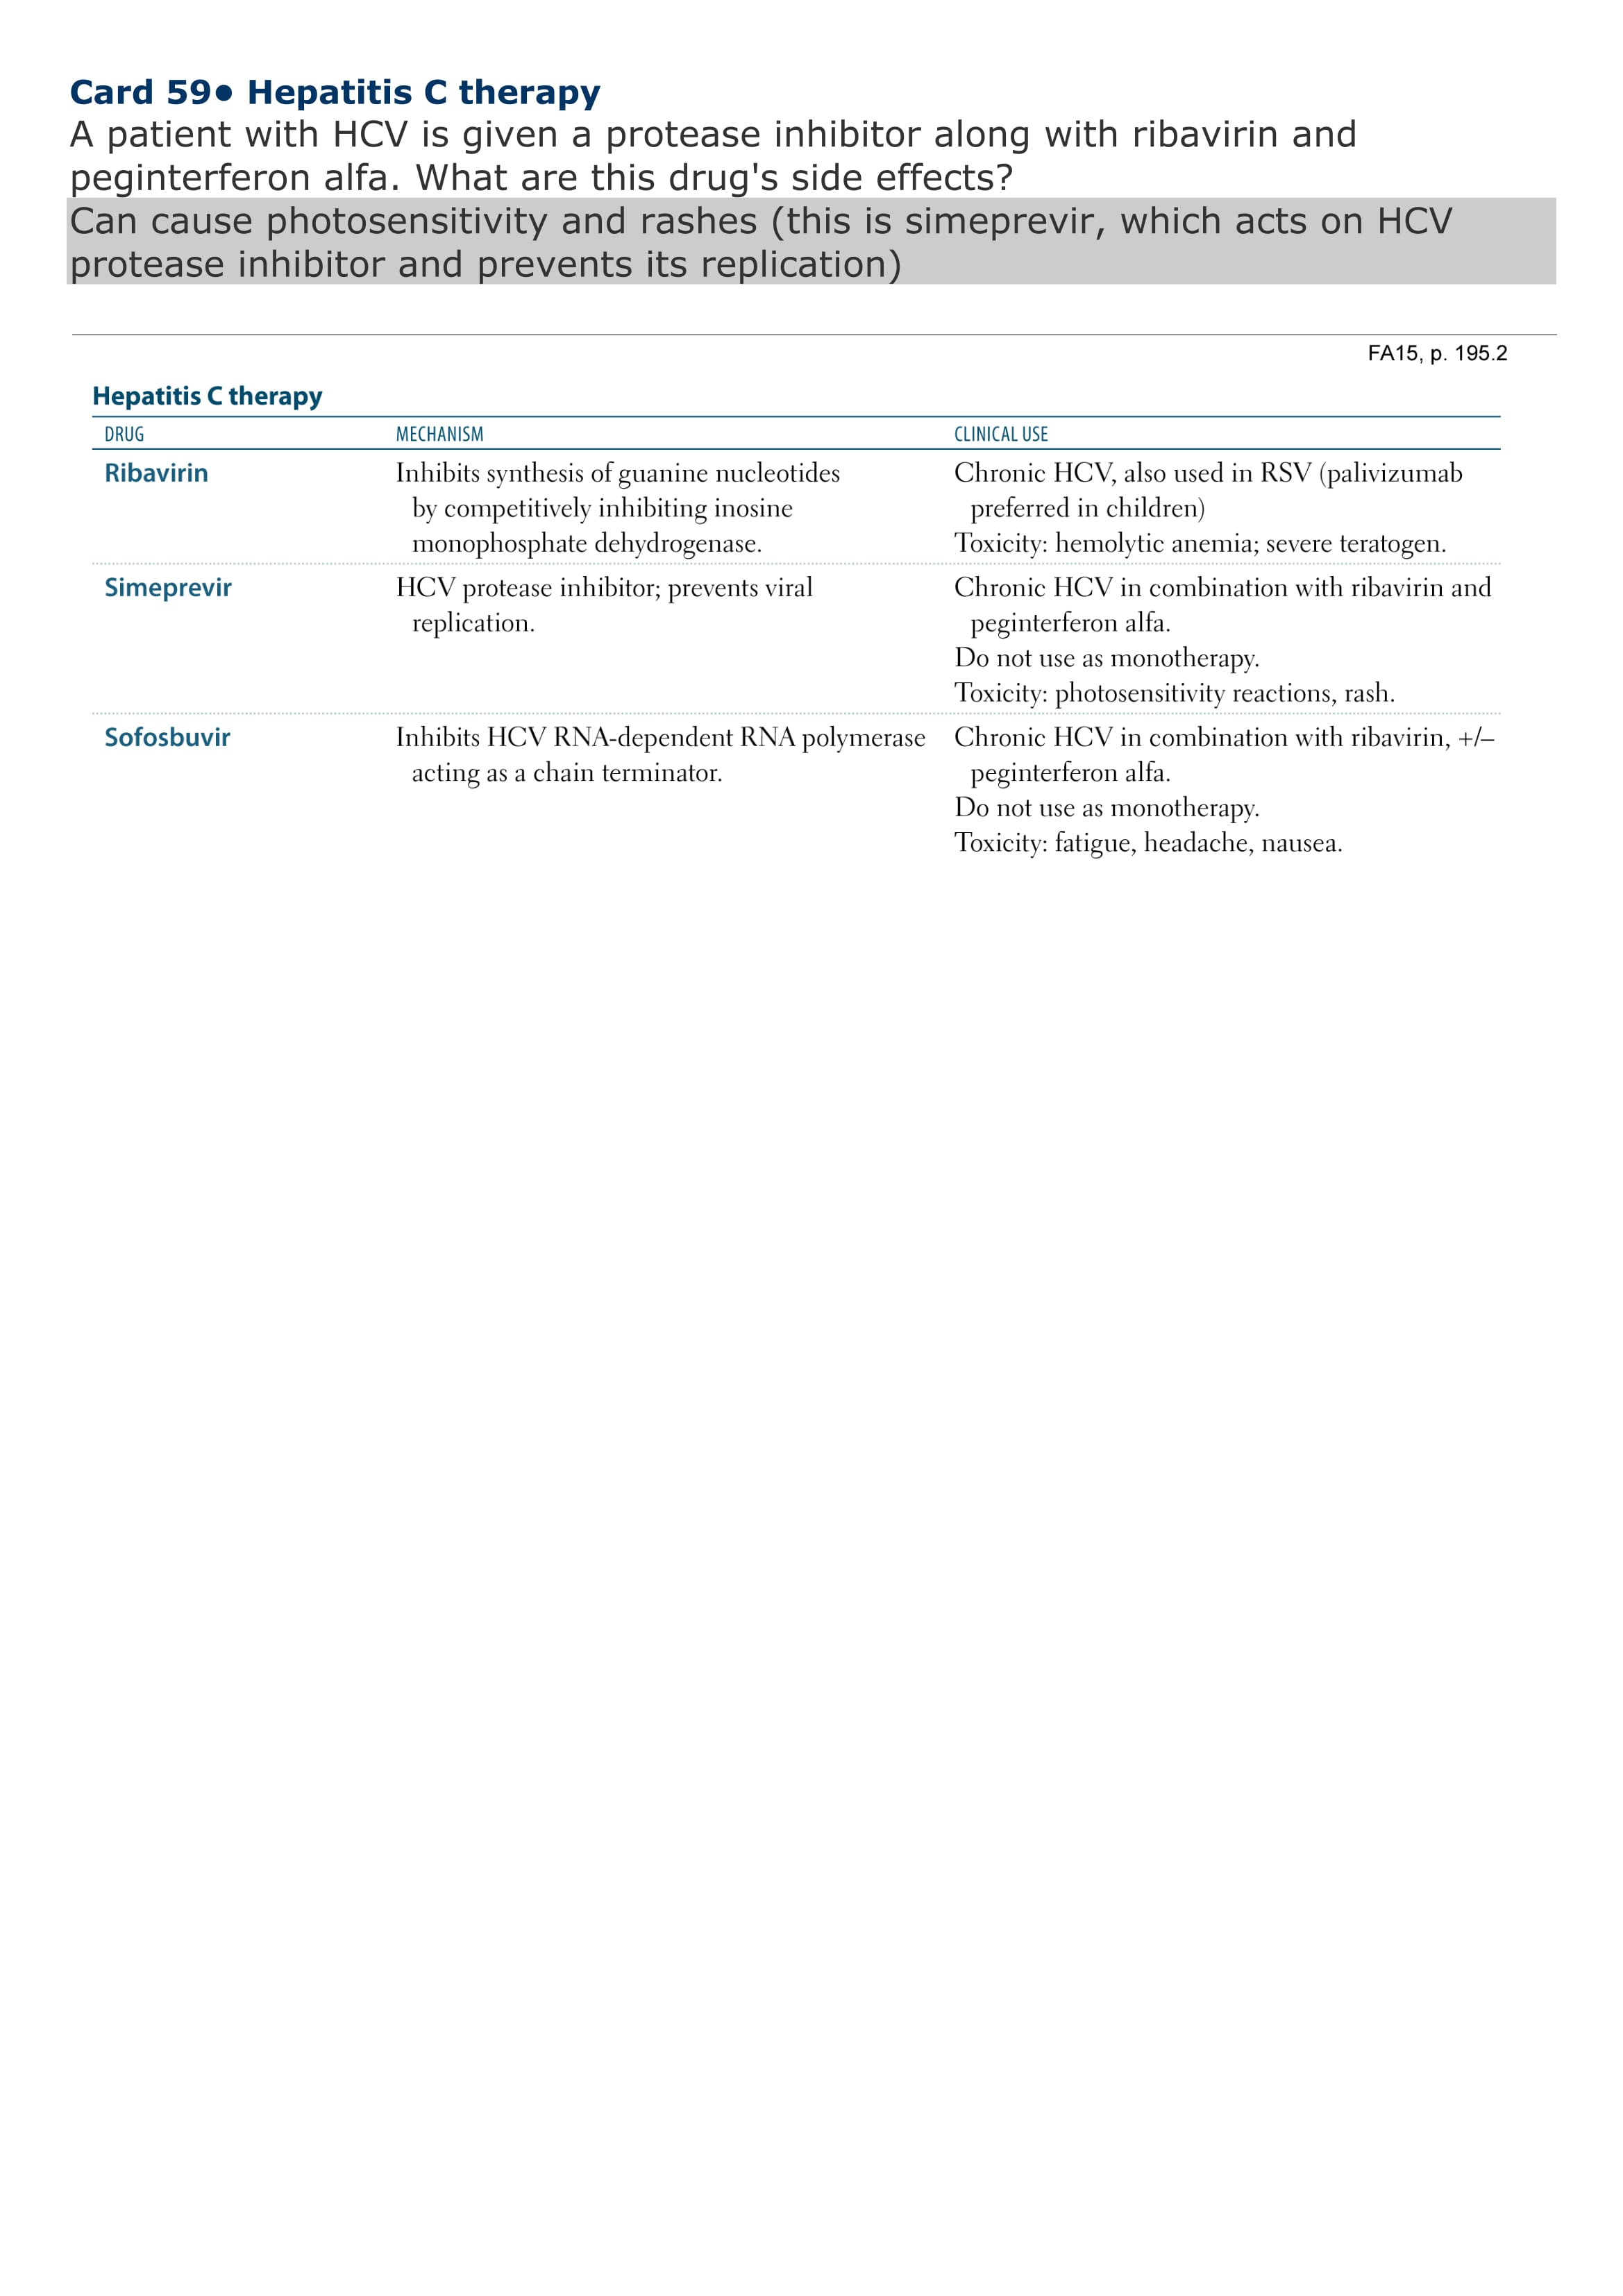 Card 59• Hepatitis C therapy
A patient with HCV is given a protease inhibitor along with ribavirin and
peginterferon alfa. What are this drug's side effects?
Can cause photosensitivity and rashes (this is simeprevir, which acts on HCV
protease inhibitor and prevents its replication)
FA15, p. 195.2
Hepatitis C therapy
DRUG MECHANISM CLINICAL USE
Ribavirin Inhibits synthesis of guanine nucleotides Chronic HCV, also used in RSV (palivizumab
by competitively inhibiting inosine preferred in children)
monophosphate dehydrogenase. Toxicity: hemolytic anemia; severe teratogen.
Simeprevir HCV protease inhibitor; prevents viral Chronic HCV in combination with ribavirin and
replication. peginterferon alfa.
Do not use as monotherapy.
Toxicity: photosensitivity reactions, rash.
Sofosbuvir Inhibits HCV RNA-dependent RNA polymerase Chronic HCV in combination with ribavirin, +/–
acting as a chain terminator. peginterferon alfa.
Do not use as monotherapy.
Toxicity: fatigue, headache, nausea.